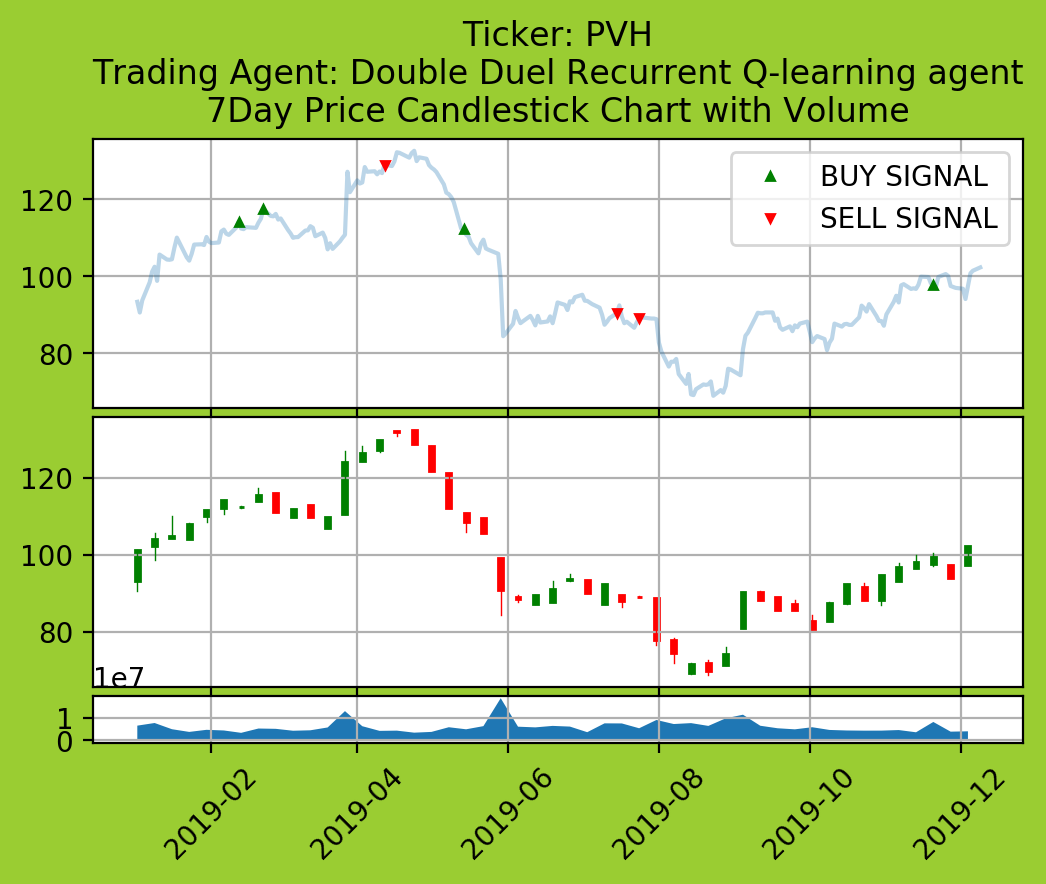 Ticker: PVH
Trading Agent: Double Duel Recurrent Q-learning agent
7Day Price Candlestick Chart with Volume
BUY SIGNAL
SELL SIGNAL
120
100
80
120
100
80
1e7
1
0
2019-02
2019-04
2019-06
2019-08
2019-10
2019-12